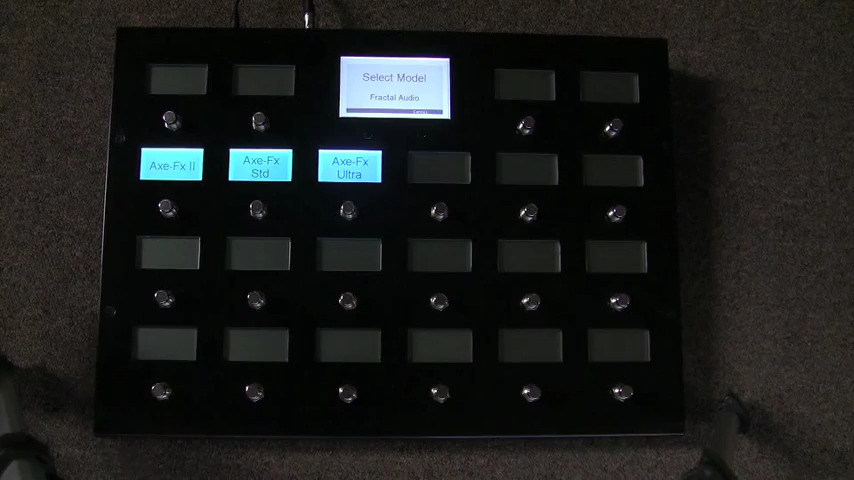 Select Model
Fractal Audio
Axe-Fx II
Axe-Fx
Std
Axe-Fx
Ultra